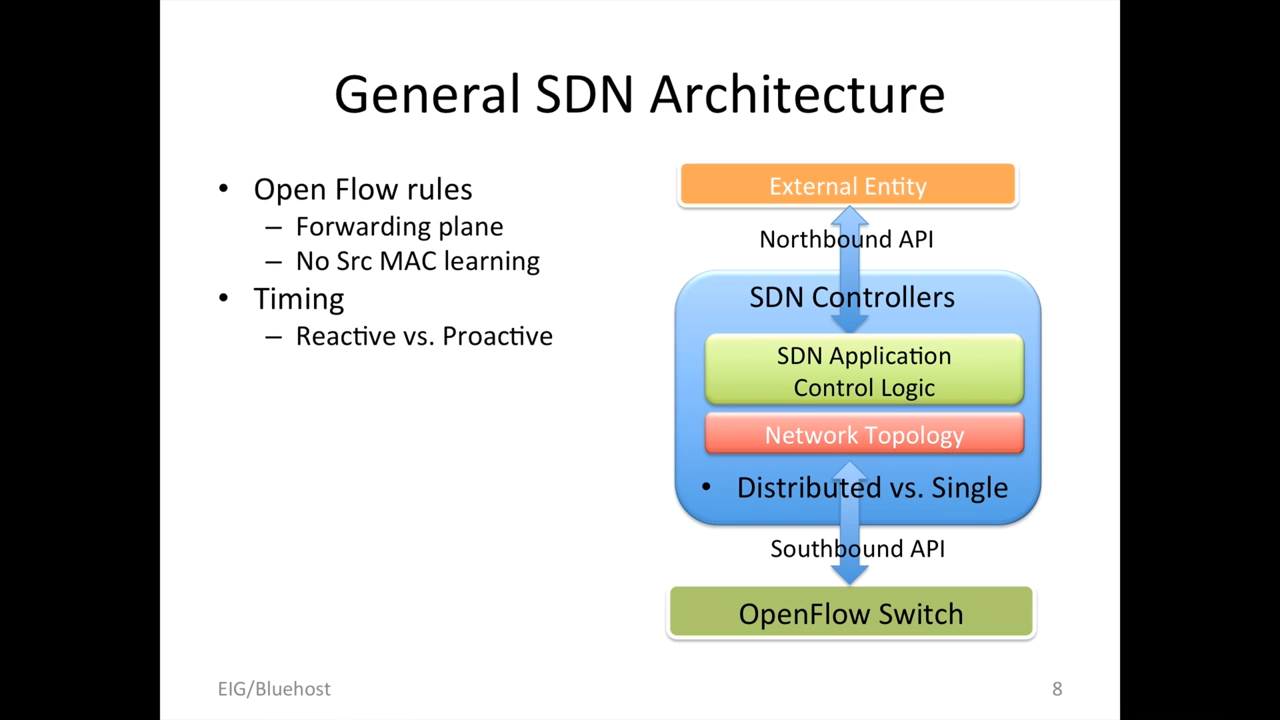 General SDN Architecture
• Open Flow rules
– Forwarding plane
– No Src MAC learning
• Timing
– Reactive vs. Proactive
External Entity
Northbound API
SDN Controllers
SDN Application
Control Logic
Network Topology
• Distributed vs. Single
Southbound API
OpenFlow Switch
EIG/Bluehost
8